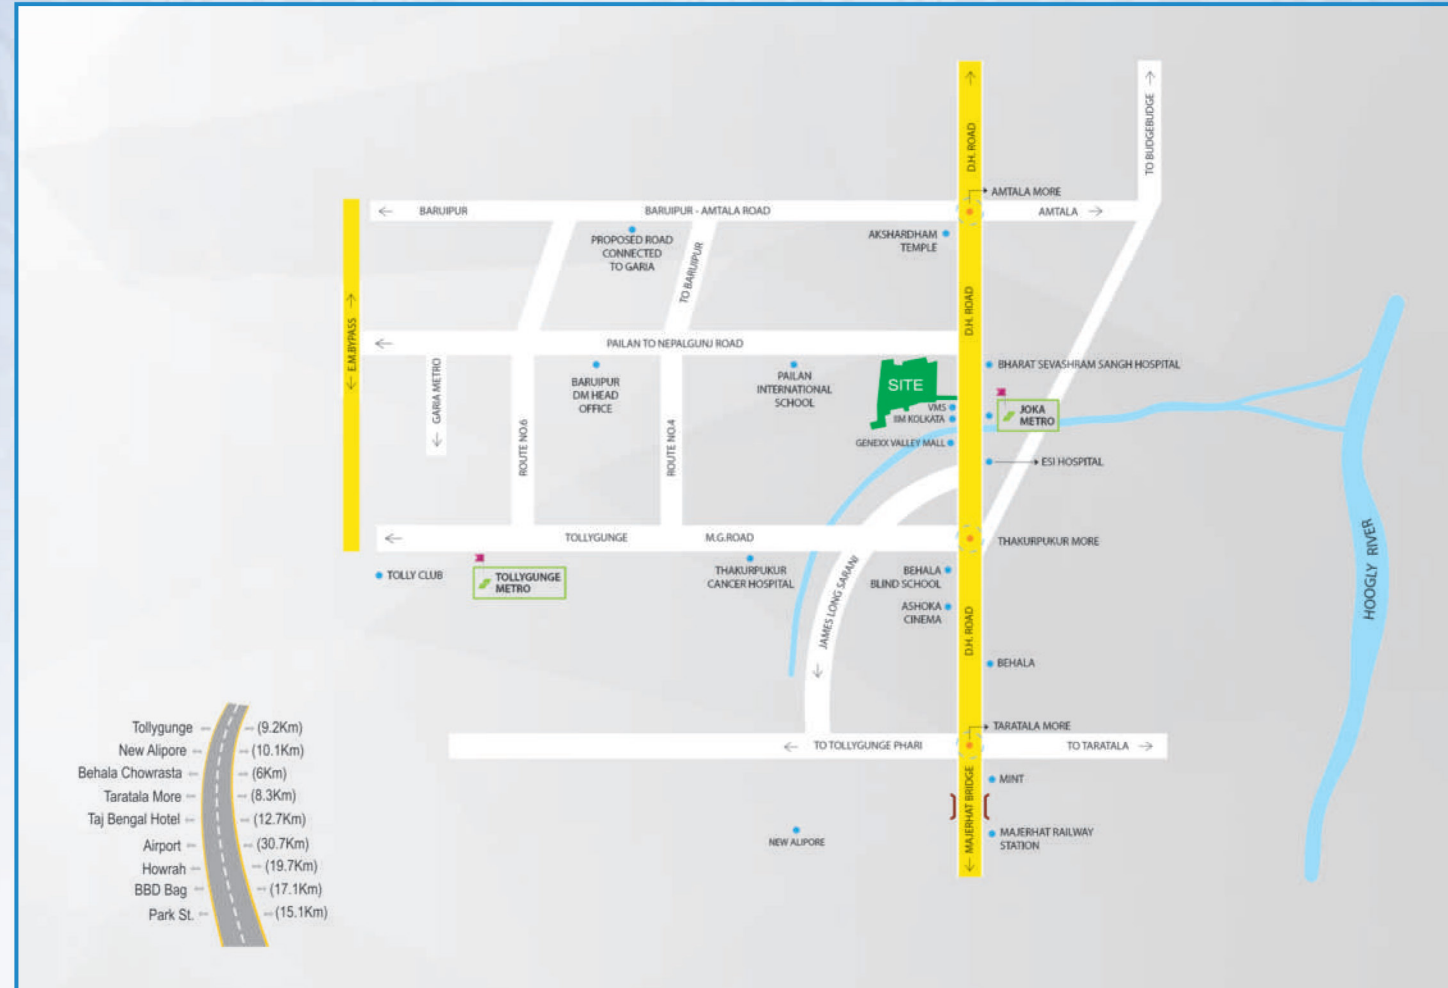 D.H. ROAD
TO BUDGEBUDGE
AMTALA MORE
BARUIPUR
BARUIPUR - AMTALA ROAD
AMTALA
PROPOSED ROAD
CONNECTED
TO GARIA
TO BARUIPUR
AKSHARDHAM
TEMPLE
D.H. ROAD
E.M.BYPASS
PAILAN TO NEPALGUNJ ROAD
GARIA METRO
BARUIPUR
DM HEAD
OFFICE
PAILAN
INTERNATIONAL
SCHOOL
SITE
BHARAT SEVASHRAM SANGH HOSPITAL
VMS
IIM KOLKATA
JOKA
METRO
GENEXX VALLEY MALL
ROUTE NO.6
ROUTE NO.4
ESI HOSPITAL
TOLLYGUNGE
M.G.ROAD
THAKURPUKUR MORE
TOLLY CLUB
TOLLYGUNGE
METRO
THAKURPUKUR
CANCER HOSPITAL
JAMES LONG SARANI
BEHALA
BLIND SCHOOL
ASHOKA
CINEMA
D.H. ROAD
BEHALA
HOOGLY RIVER
TARATALA MORE
TO TOLLYGUNGE PHARI
TO TARATALA
MAJERHAT BRIDGE
MINT
MAJERHAT RAILWAY
STATION
NEW ALIPORE
Tollygunge (9.2Km)
New Alipore (10.1Km)
Behala Chowrasta (6Km)
Taratala More (8.3Km)
Taj Bengal Hotel (12.7Km)
Airport (30.7Km)
Howrah (19.7Km)
BBD Bag (17.1Km)
Park St. (15.1Km)